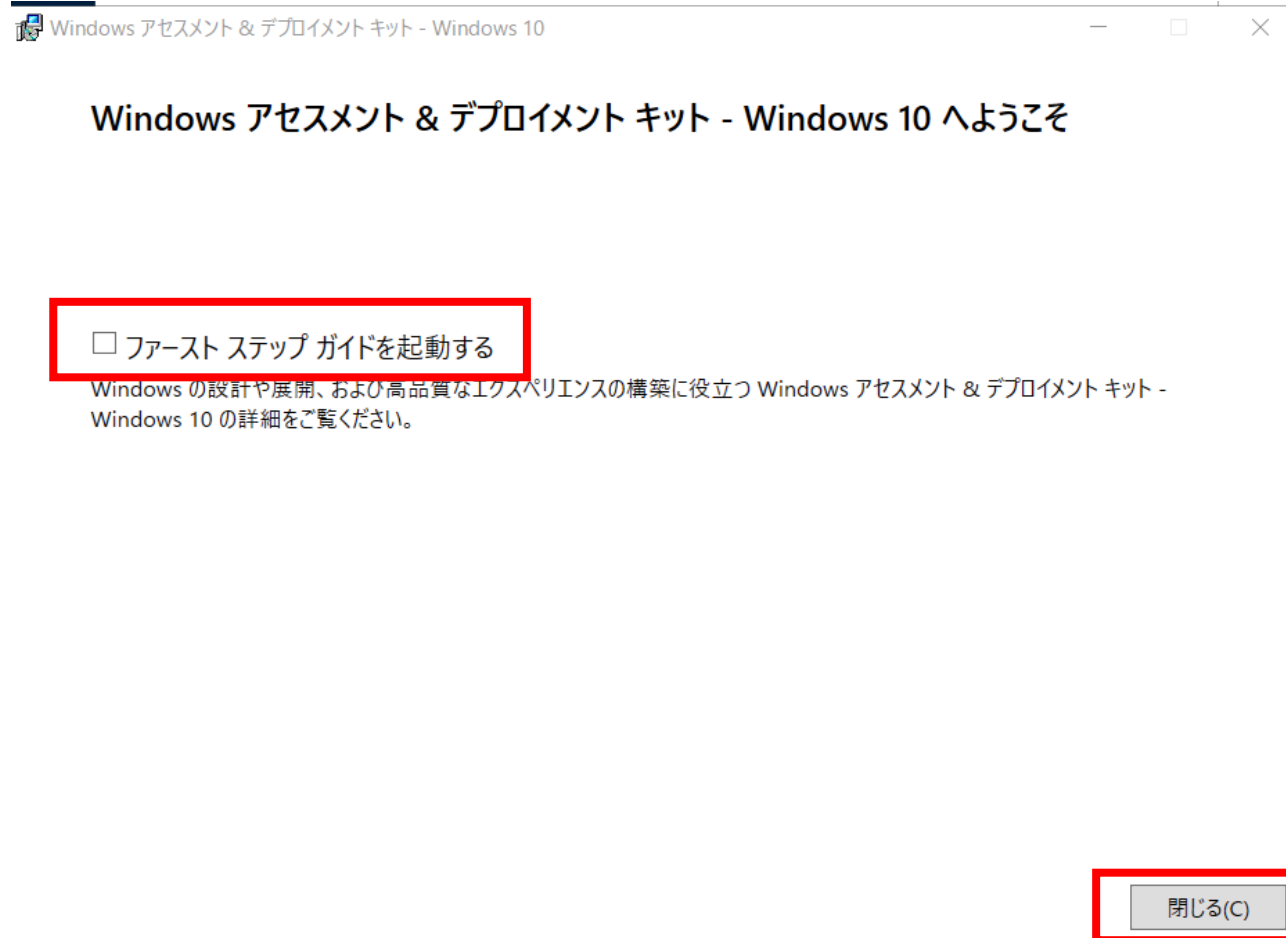 Windows アセスメント & デプロイメント キット - Windows 10
Windows アセスメント & デプロイメント キット - Windows 10 へようこそ
ファースト ステップ ガイドを起動する
Windows の設計や展開、および高品質なエクスペリエンスの構築に役立つ Windows アセスメント & デプロイメント キット -
Windows 10 の詳細をご覧ください。
閉じる(C)